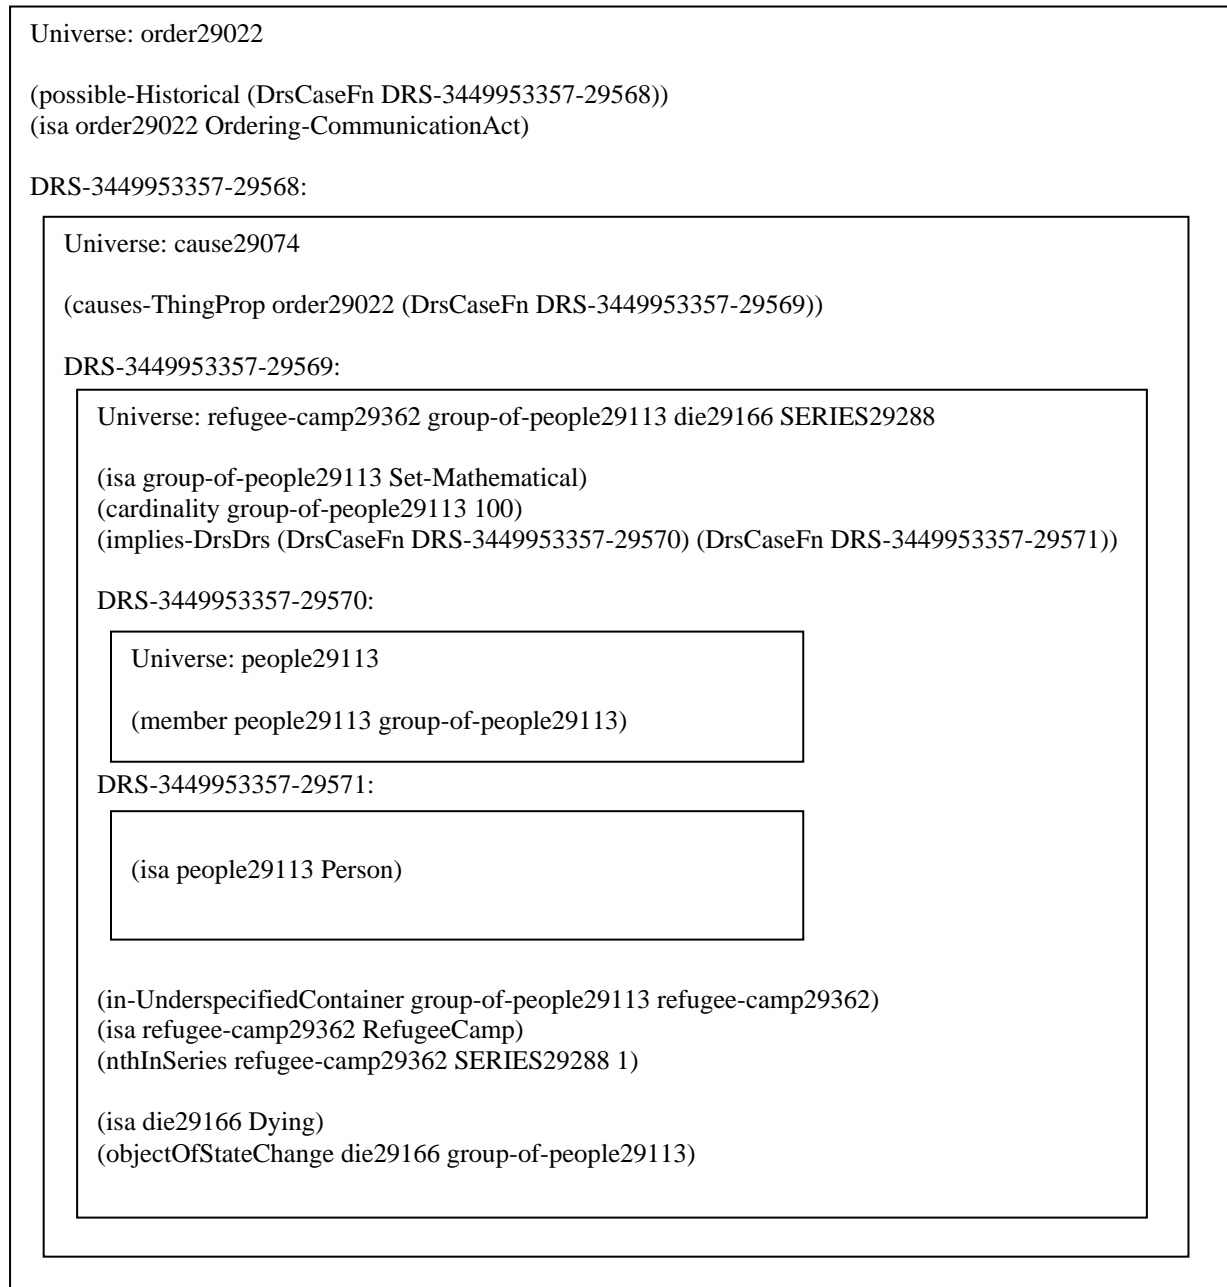 Universe: order29022
(possible-Historical (DrsCaseFn DRS-3449953357-29568))
(isa order29022 Ordering-CommunicationAct)
DRS-3449953357-29568:
Universe: cause29074
(causes-ThingProp order29022 (DrsCaseFn DRS-3449953357-29569))
DRS-3449953357-29569:
Universe: refugee-camp29362 group-of-people29113 die29166 SERIES29288
(isa group-of-people29113 Set-Mathematical)
(cardinality group-of-people29113 100)
(implies-DrsDrs (DrsCaseFn DRS-3449953357-29570) (DrsCaseFn DRS-3449953357-29571))
DRS-3449953357-29570:
Universe: people29113
(member people29113 group-of-people29113)
DRS-3449953357-29571:
(isa people29113 Person)
(in-UnderspecifiedContainer group-of-people29113 refugee-camp29362)
(isa refugee-camp29362 RefugeeCamp)
(nthInSeries refugee-camp29362 SERIES29288 1)
(isa die29166 Dying)
(objectOfStateChange die29166 group-of-people29113)